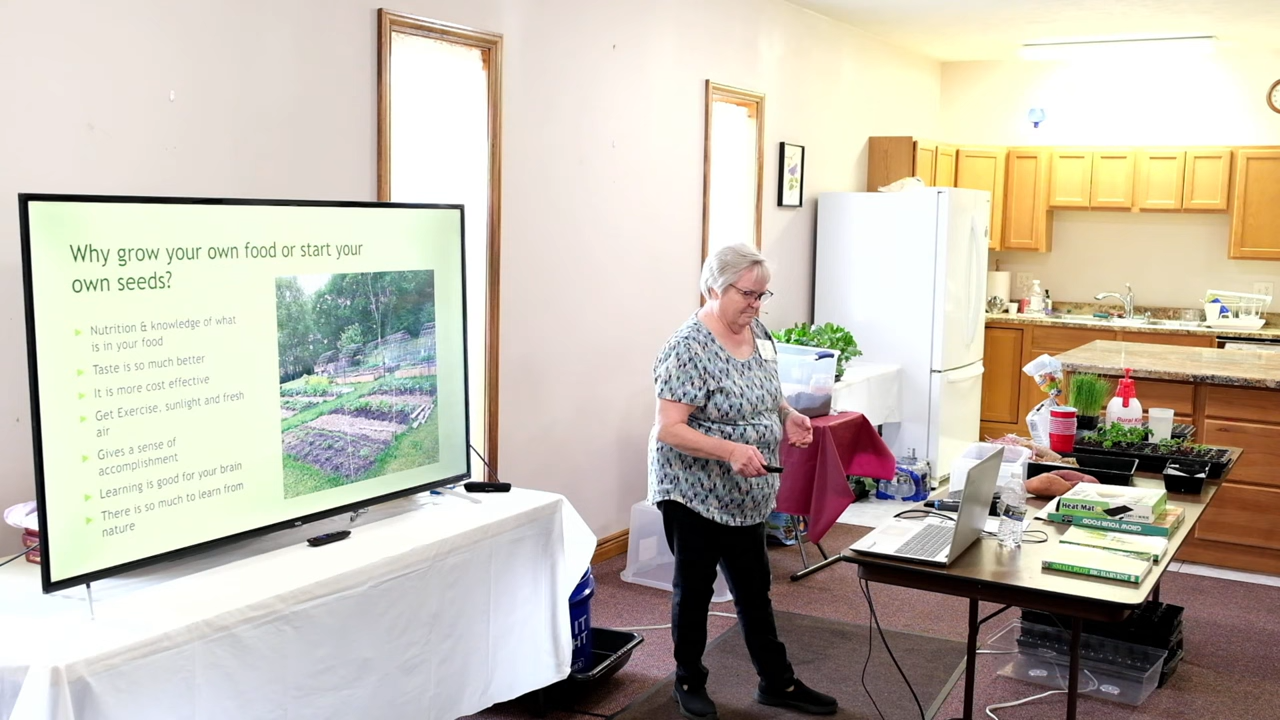 Why grow your own food or start your
own seeds?
Nutrition & knowledge of what
is in your food
Taste is so much better
It is more cost effective
Get Exercise, sunlight and fresh
air
Gives a sense of
accomplishment
Learning is good for your brain
There is so much to learn from
nature
TCL
Heat Mat
GROW YOUR FOOD
SMALL PLOT BIG HARVEST